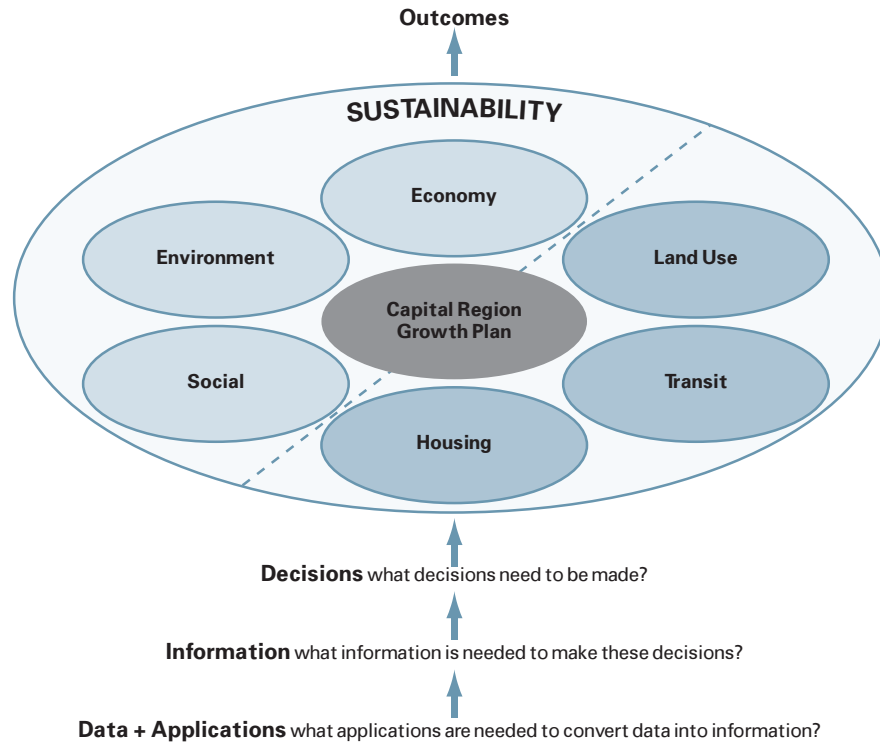 Outcomes
SUSTAINABILITY
Economy
Environment
Land Use
Capital Region
Growth Plan
Social
Transit
Housing
Decisions what decisions need to be made?
Information what information is needed to make these decisions?
Data + Applications what applications are needed to convert data into information?